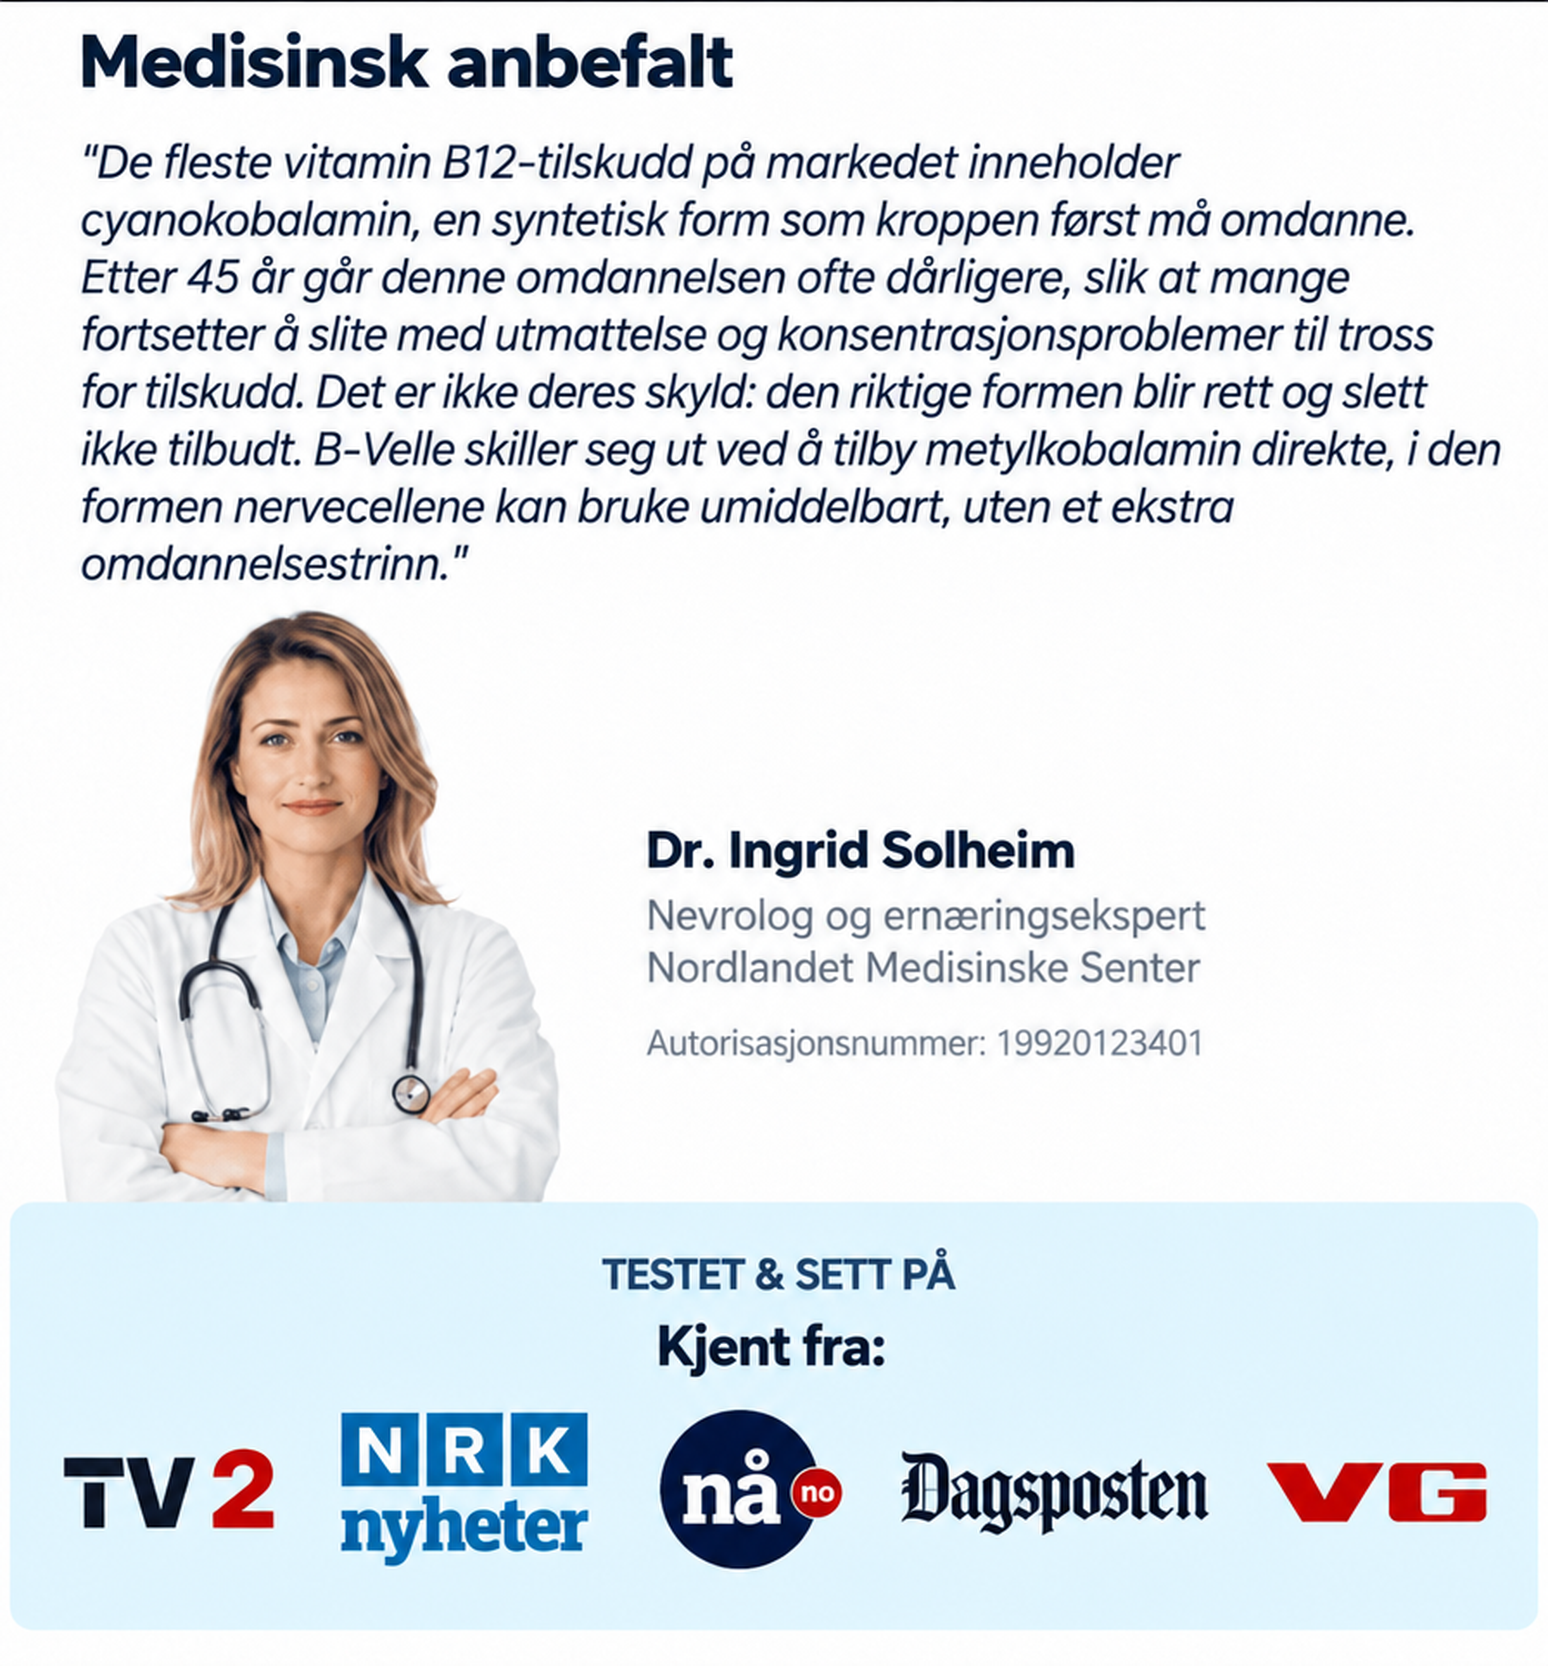 Medisinsk anbefalt
"De fleste vitamin B12-tilskudd på markedet inneholder
cyanokobalamin, en syntetisk form som kroppen først må omdanne.
Etter 45 år går denne omdannelsen ofte dårligere, slik at mange
fortsetter å slite med utmattelse og konsentrasjonsproblemer til tross
for tilskudd. Det er ikke deres skyld: den riktige formen blir rett og slett
ikke tilbudt. B-Velle skiller seg ut ved å tilby metylkobalamin direkte, i den
formen nervecellene kan bruke umiddelbart, uten et ekstra
omdannelsestrinn."
Dr. Ingrid Solheim
Nevrolog og ernæringsekspert
Nordlandet Medisinske Senter
Autorisasjonsnummer: 19920123401
TESTET & SETT PÅ
Kjent fra:
TV 2
NRK
nyheter
nå
no
Dagsposten
VG